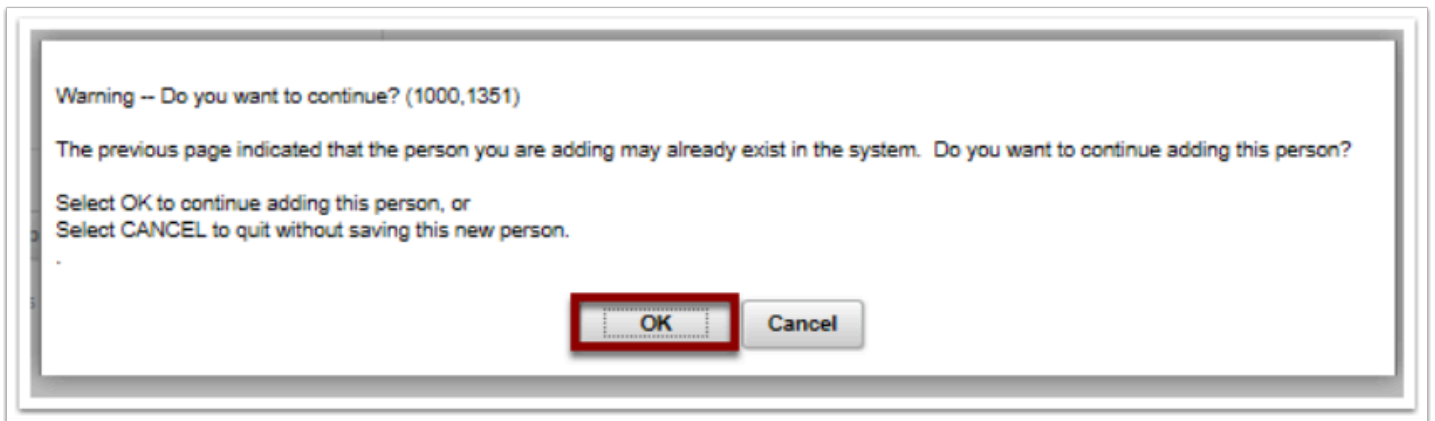 Warning -- Do you want to continue? (1000,1351)
The previous page indicated that the person you are adding may already exist in the system.  Do you want to continue adding this person?
Select OK to continue adding this person, or
Select CANCEL to quit without saving this new person.
.
OK Cancel